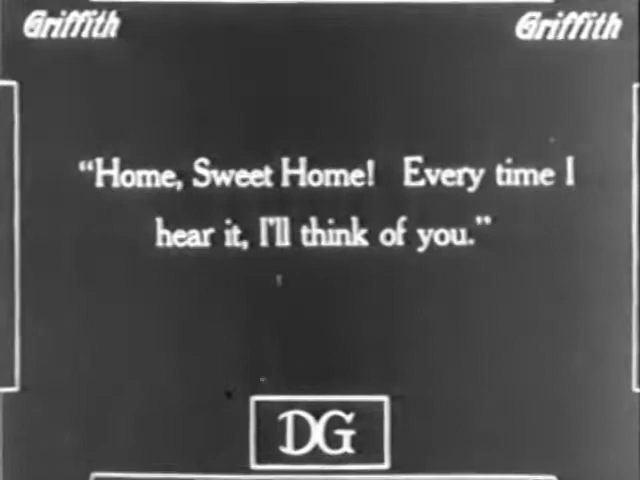 Griffith Griffith
“Home, Sweet Home! Every time I
hear it, I'll think of you.”
DG